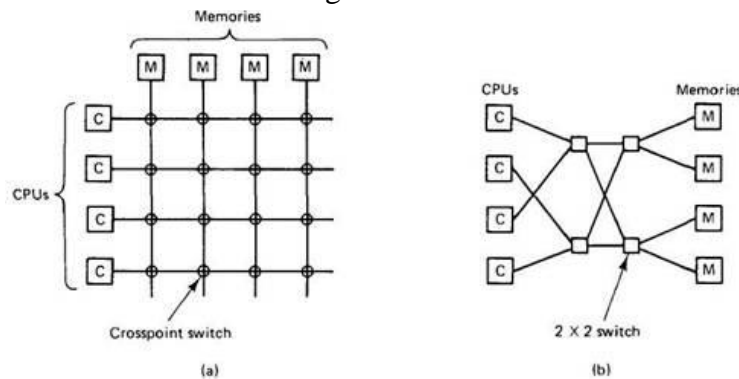 Memories
M M M M
C
C
CPUs
C
C
Crosspoint switch
(a)
CPUs Memories
C M
C M
C M
C M
2 X 2 switch
(b)